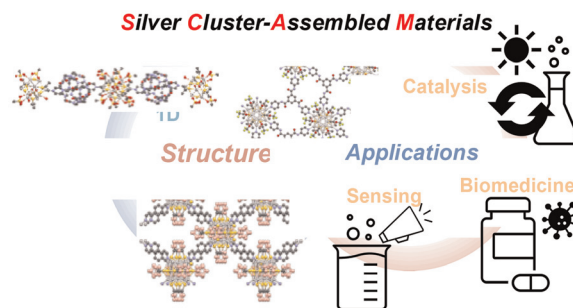 Silver Cluster-Assembled Materials
Catalysis
1D
Structure
Applications
Sensing
Biomedicine